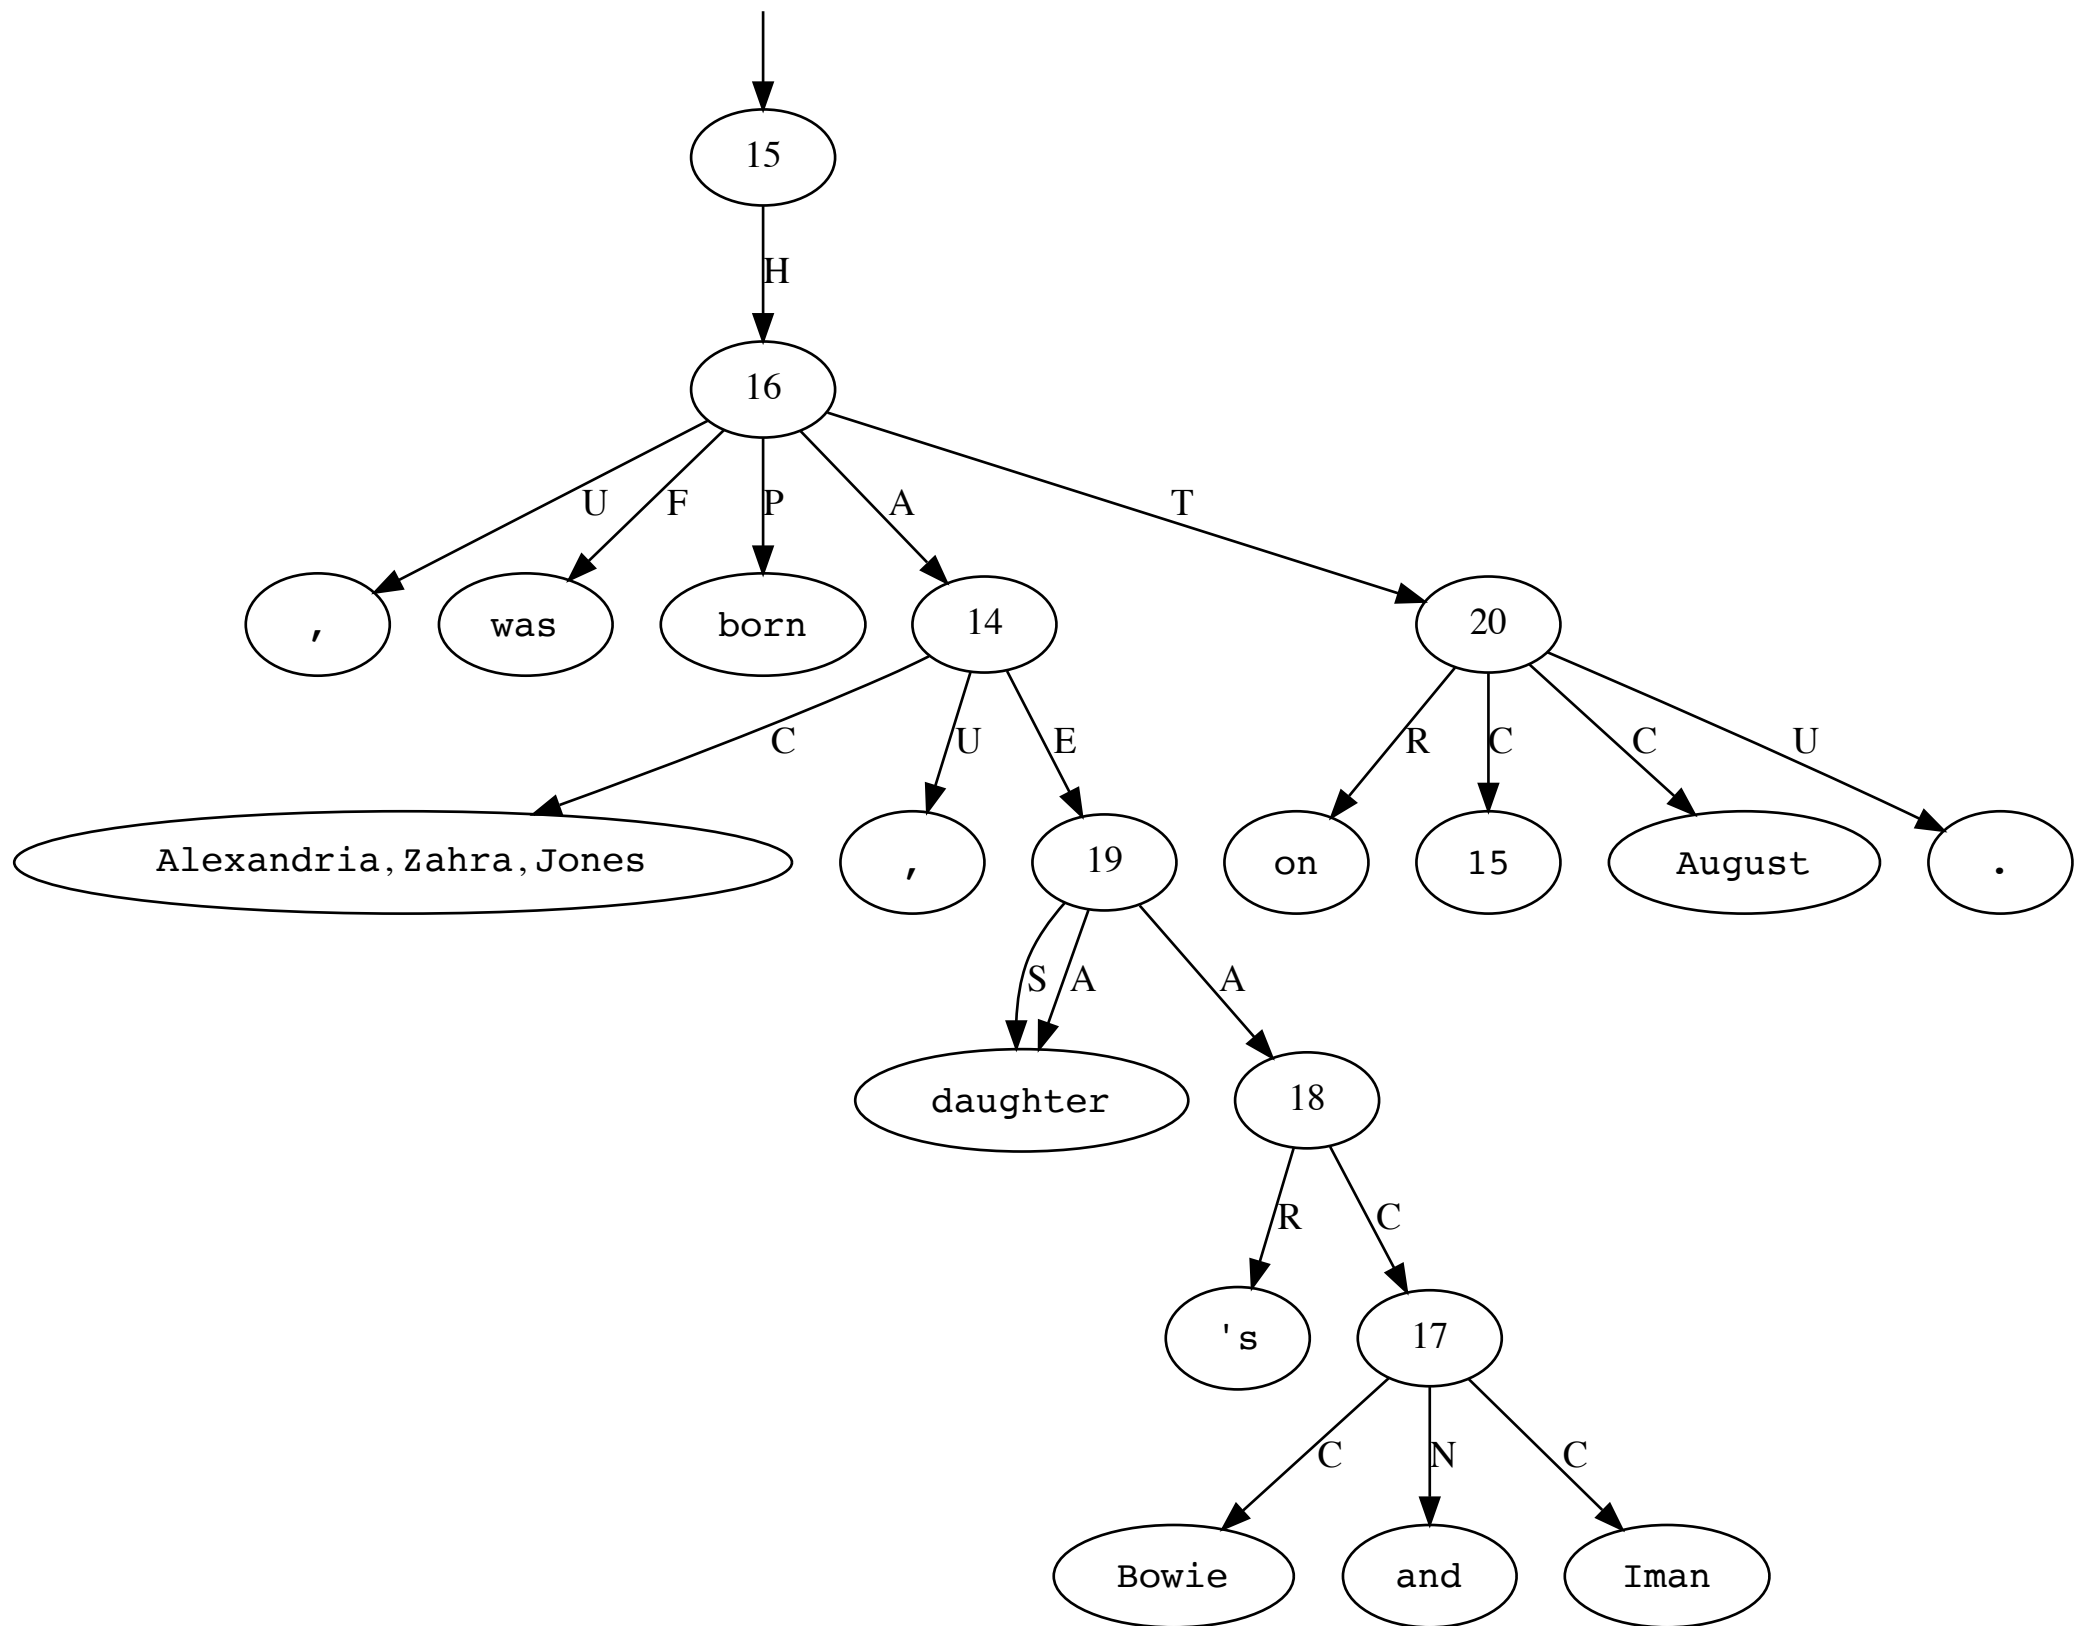 15
H
16
U F P A T
, was born 14 20
C U E R C C U
Alexandria,Zahra,Jones , 19 on 15 August .
S A A
daughter 18
R C
's 17
C N C
Bowie and Iman